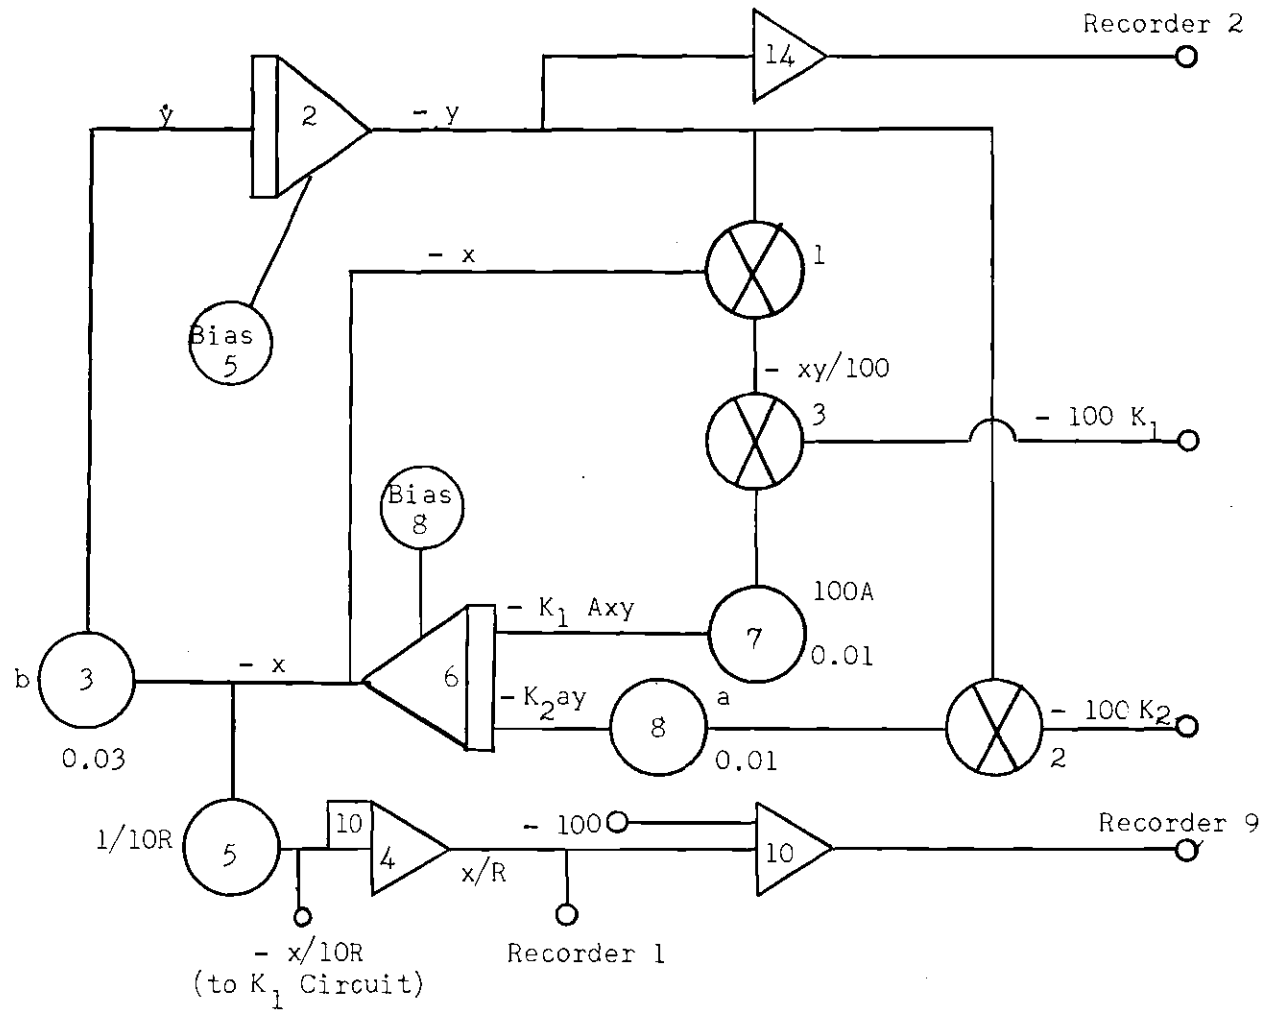 Recorder 2
14
ẏ
2
- y
- x
1
Bias
5
- xy/100
3
- 100 K₁
Bias
8
100A
- K₁ Axy
7
0.01
b
3
- x
6
-K₂ay
a
8
- 100 K₂
0.03
0.01
2
1/10R
5
10
4
x/R
- 100
10
Recorder 9
- x/10R
(to K₁ Circuit)
Recorder 1